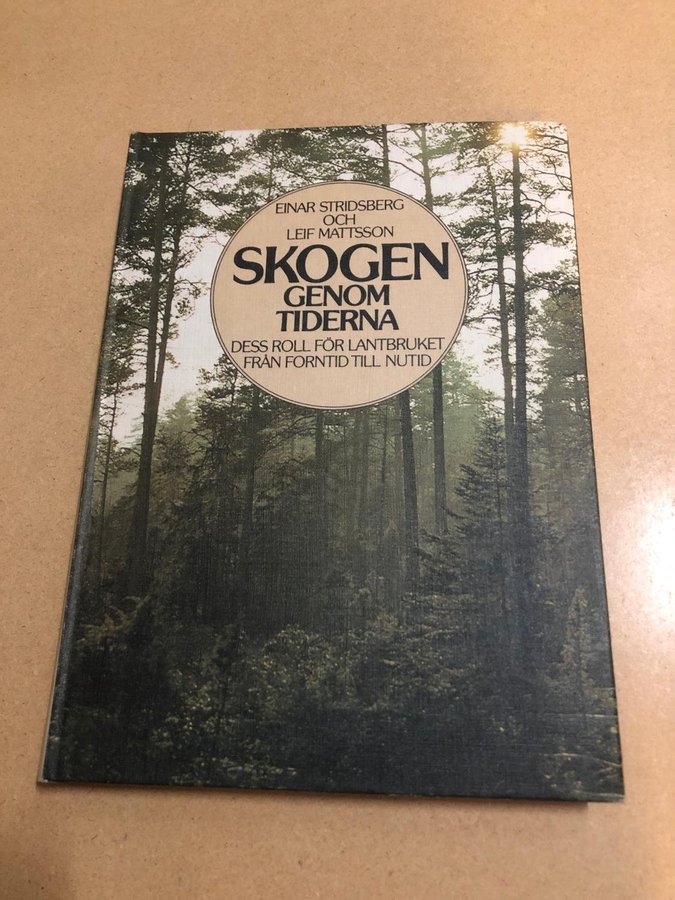 EINAR STRIDSBERG
OCH
LEIF MATTSSON
SKOGEN
GENOM
TIDERNA
DESS ROLL FÖR LANTBRUKET
FRÅN FORNTID TILL NUTID